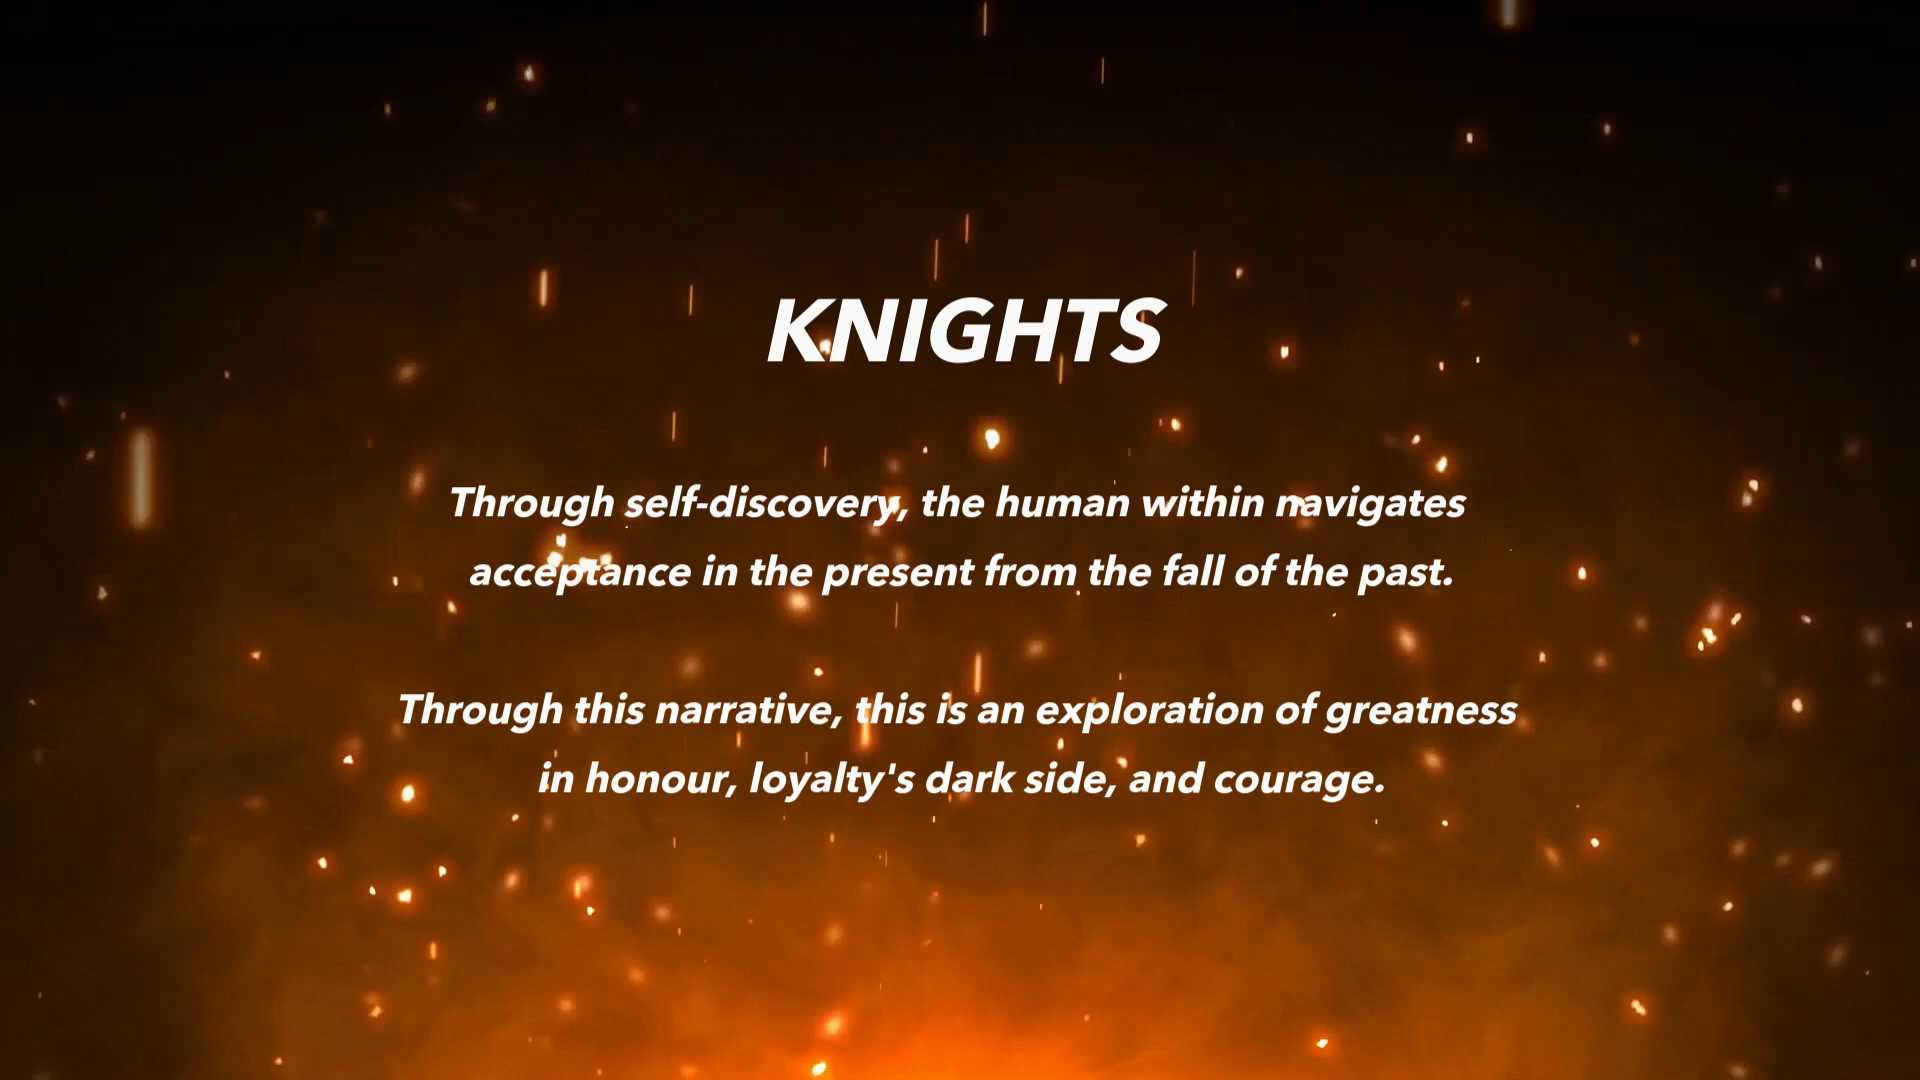 KNIGHTS
Through self-discovery, the human within navigates
acceptance in the present from the fall of the past.
Through this narrative, this is an exploration of greatness
in honour, loyalty's dark side, and courage.